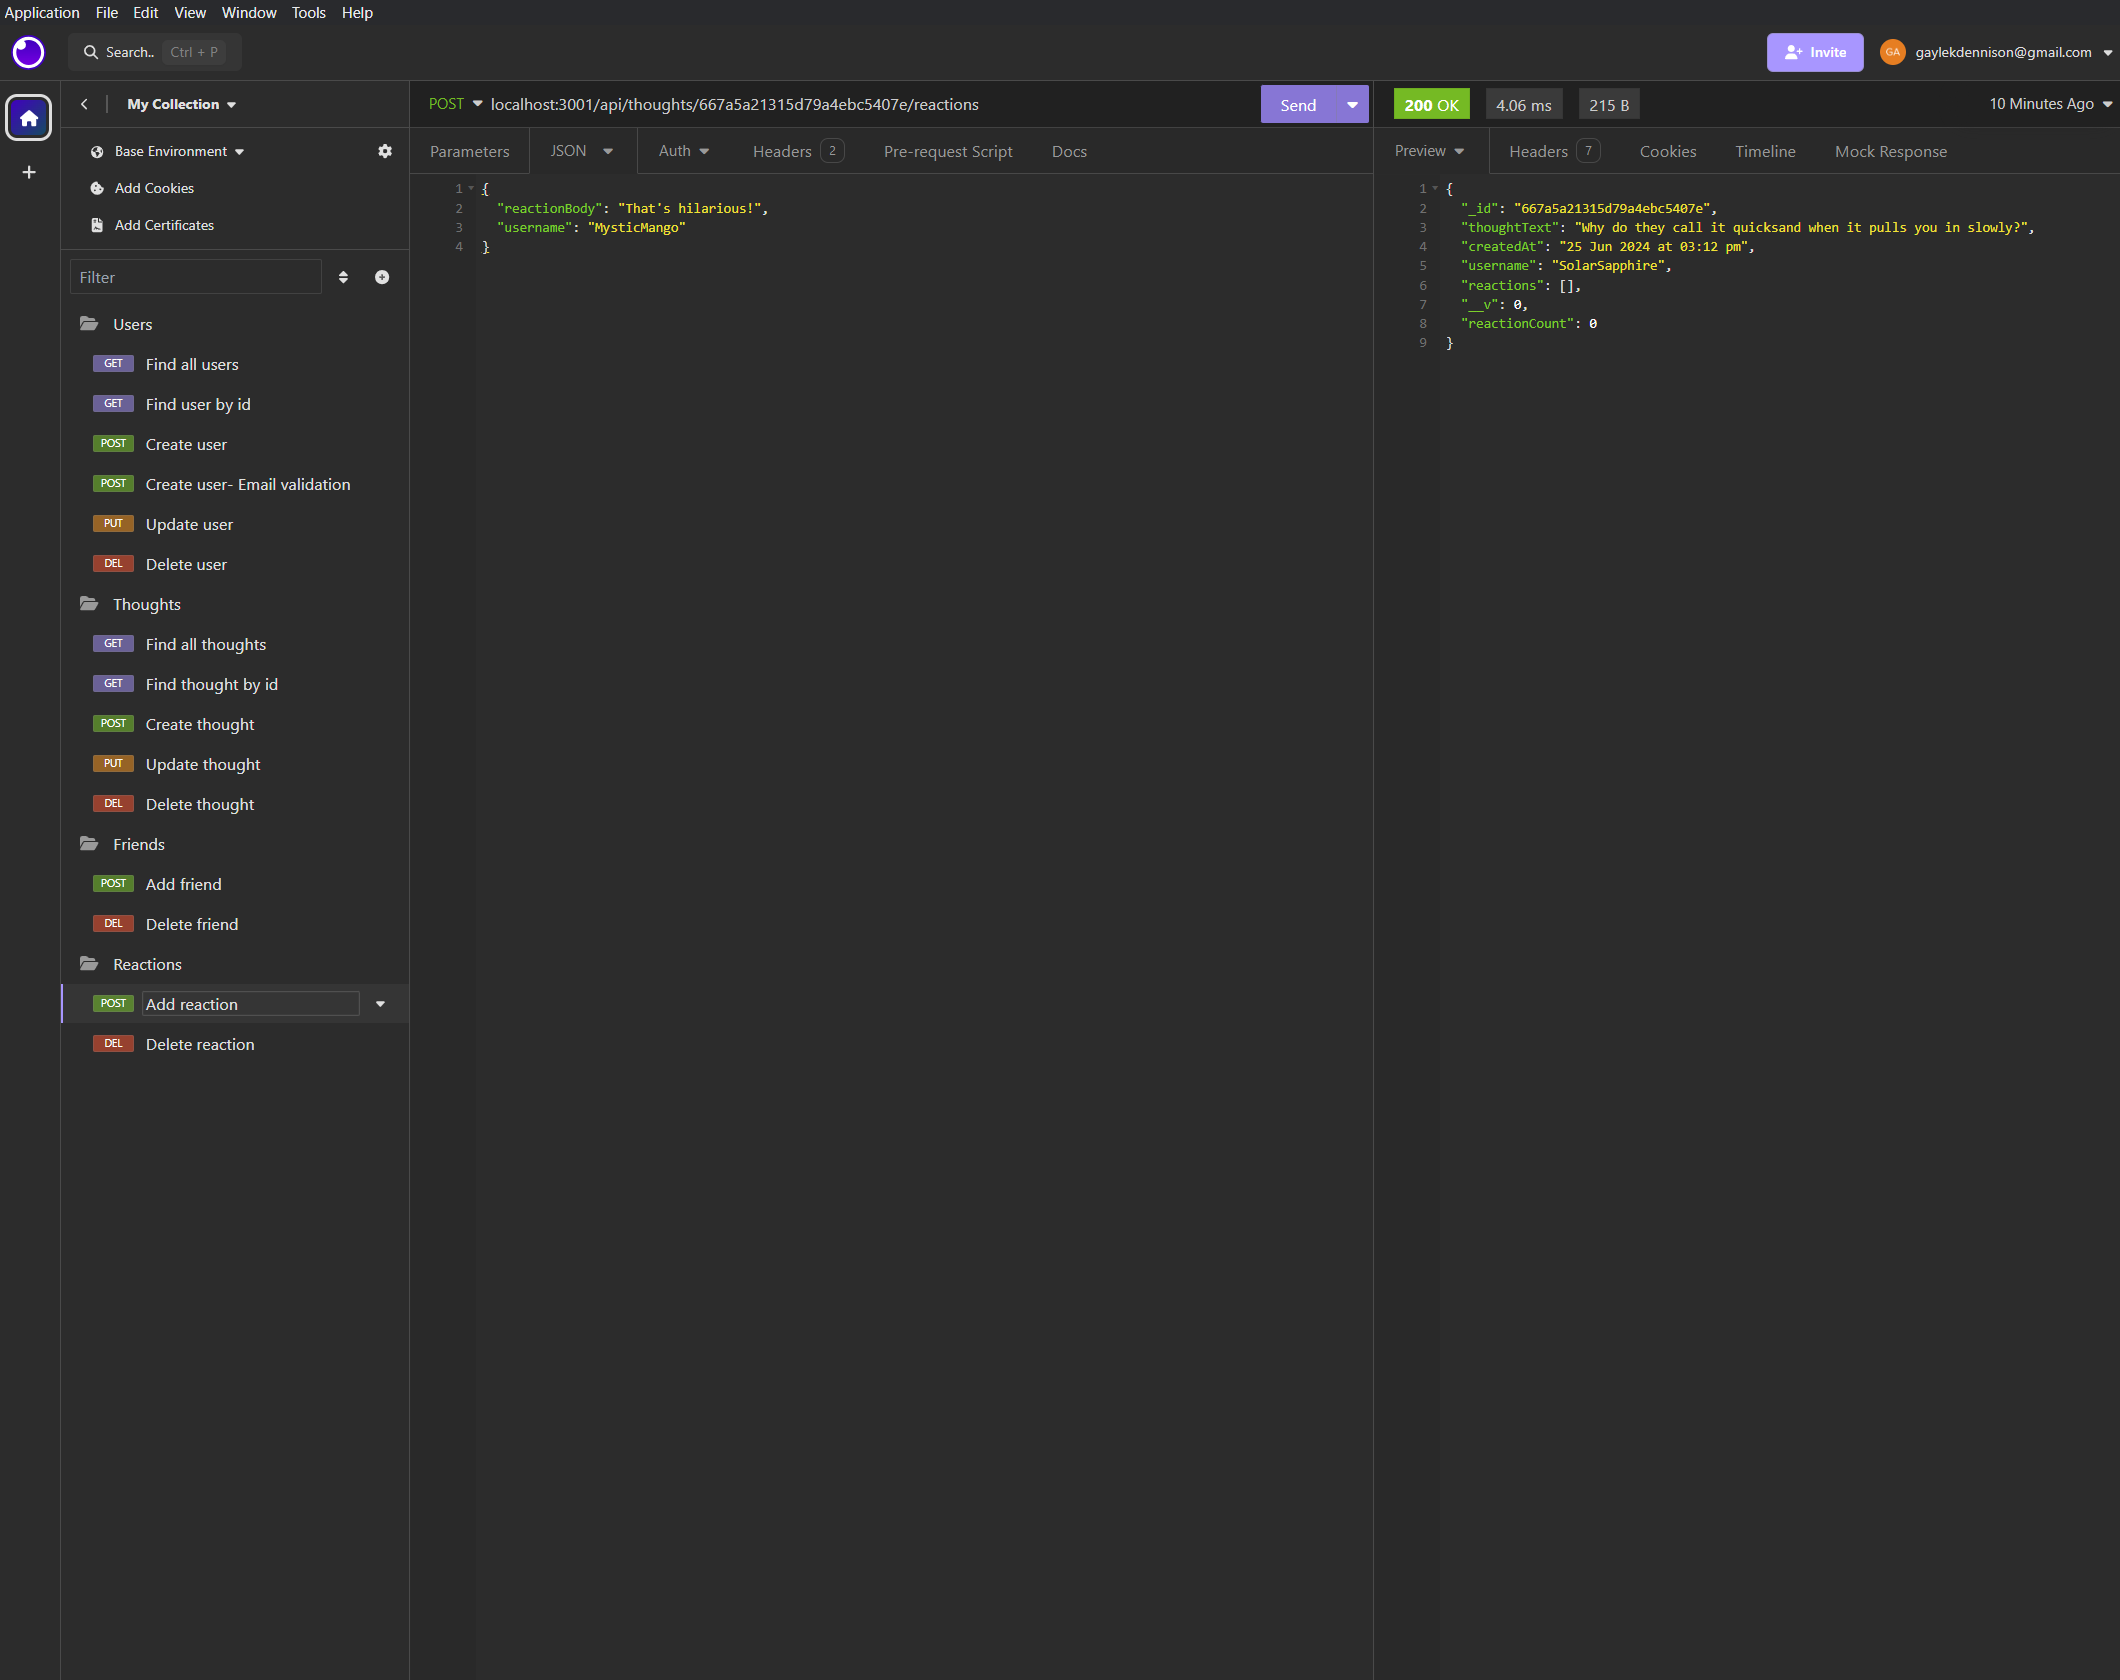 Application File Edit View Window Tools Help
Search.. Ctrl + P
Invite GA gaylekdennison@gmail.com
My Collection
Base Environment
Add Cookies
Add Certificates
Filter
Users
GET Find all users
GET Find user by id
POST Create user
POST Create user- Email validation
PUT Update user
DEL Delete user
Thoughts
GET Find all thoughts
GET Find thought by id
POST Create thought
PUT Update thought
DEL Delete thought
Friends
POST Add friend
DEL Delete friend
Reactions
POST Add reaction
DEL Delete reaction
POST localhost:3001/api/thoughts/667a5a21315d79a4ebc5407e/reactions Send
Parameters JSON Auth Headers 2 Pre-request Script Docs
1 {
2 "reactionBody": "That's hilarious!",
3 "username": "MysticMango"
4 }
200 OK 4.06 ms 215 B 10 Minutes Ago
Preview Headers 7 Cookies Timeline Mock Response
1 {
2 "_id": "667a5a21315d79a4ebc5407e",
3 "thoughtText": "Why do they call it quicksand when it pulls you in slowly?",
4 "createdAt": "25 Jun 2024 at 03:12 pm",
5 "username": "SolarSapphire",
6 "reactions": [],
7 "__v": 0,
8 "reactionCount": 0
9 }